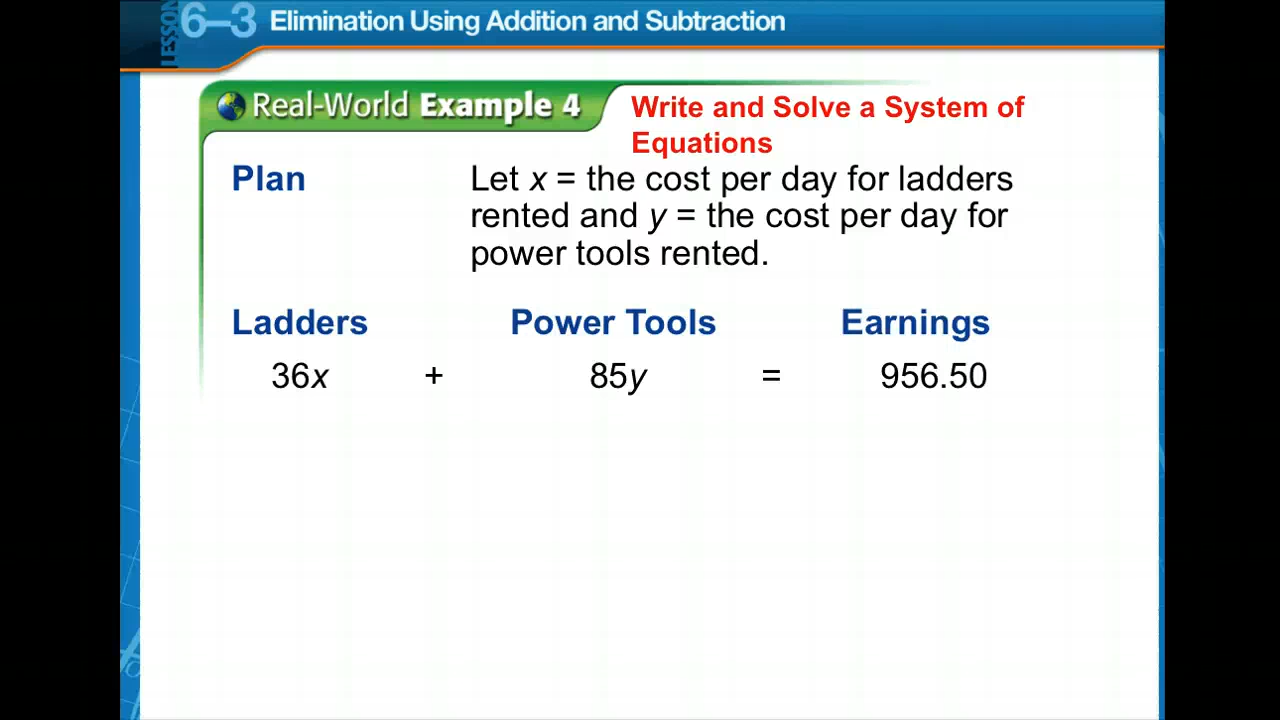 LESSON 6–3 Elimination Using Addition and Subtraction
Real-World Example 4
Write and Solve a System of
Equations
Plan
Let x = the cost per day for ladders
rented and y = the cost per day for
power tools rented.
Ladders Power Tools Earnings
36x + 85y = 956.50